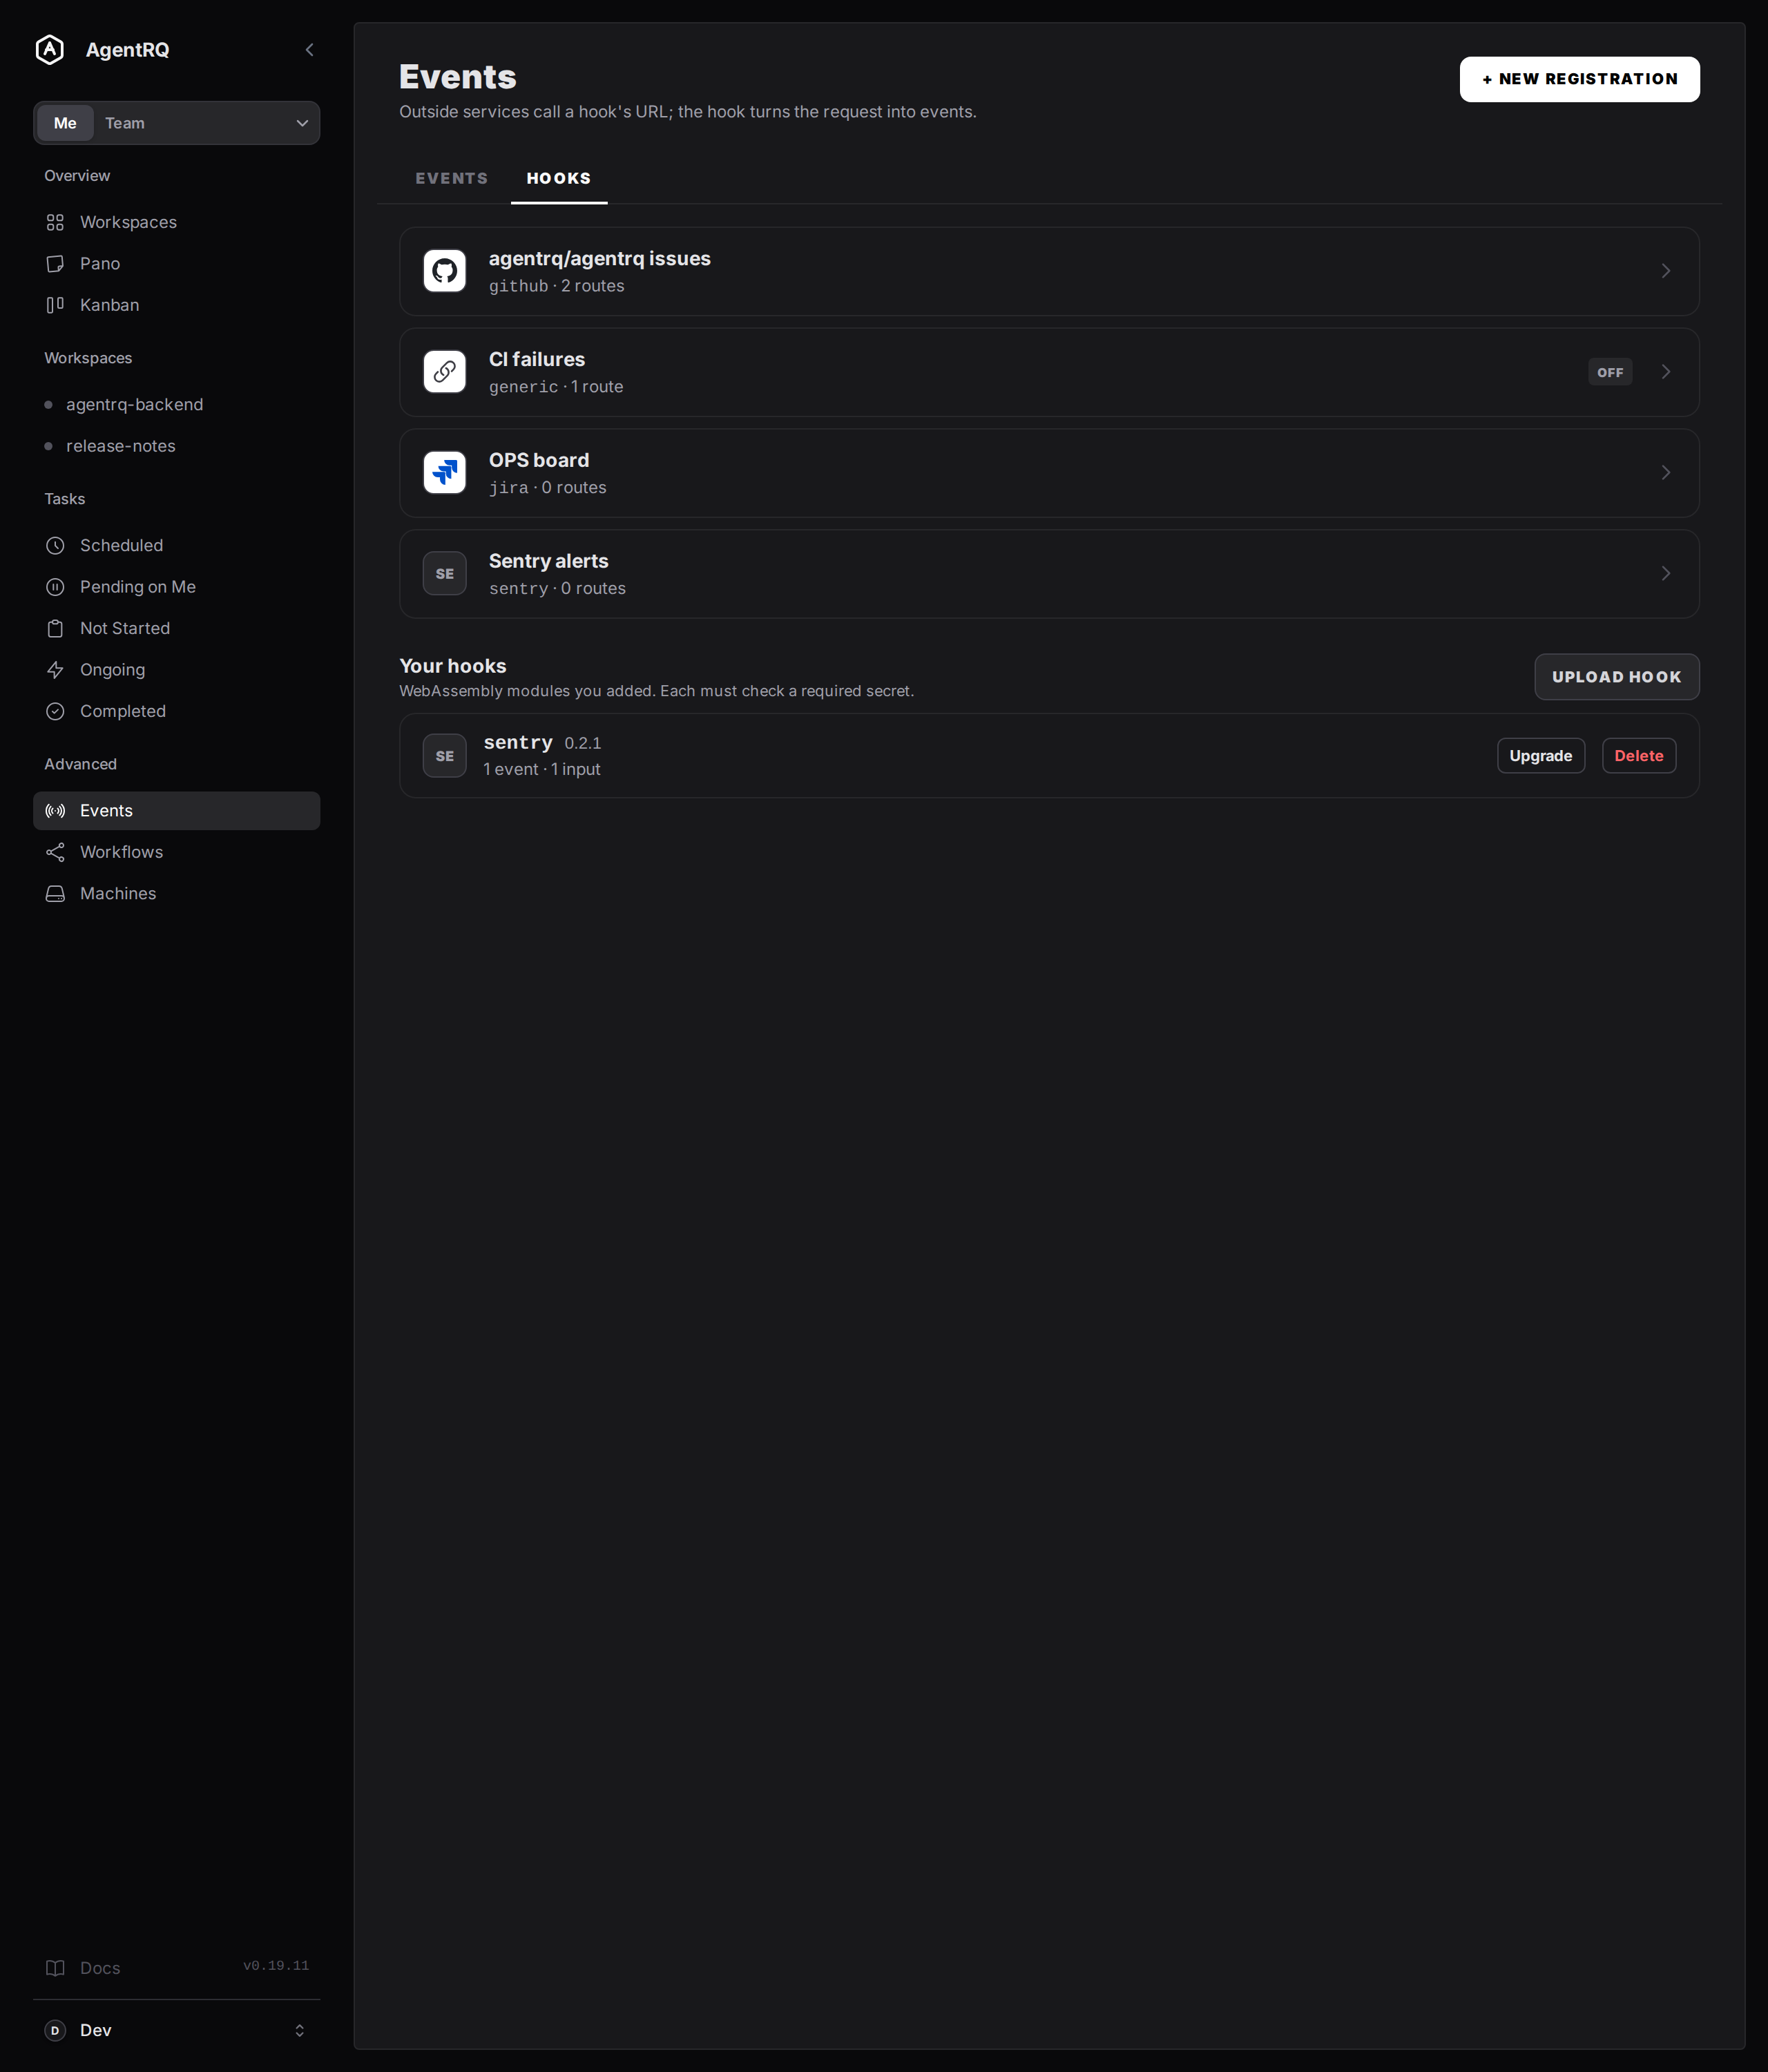 AgentRQ
Me
Team
Overview
Workspaces
Pano
Kanban
Workspaces
agentrq-backend
release-notes
Tasks
Scheduled
Pending on Me
Not Started
Ongoing
Completed
Advanced
Events
Workflows
Machines
Docs
v0.19.11
D
Dev
Events
Outside services call a hook's URL; the hook turns the request into events.
+ NEW REGISTRATION
EVENTS
HOOKS
agentrq/agentrq issues
github · 2 routes
CI failures
generic · 1 route
OFF
OPS board
jira · 0 routes
SE
Sentry alerts
sentry · 0 routes
Your hooks
WebAssembly modules you added. Each must check a required secret.
UPLOAD HOOK
SE
sentry 0.2.1
1 event · 1 input
Upgrade
Delete